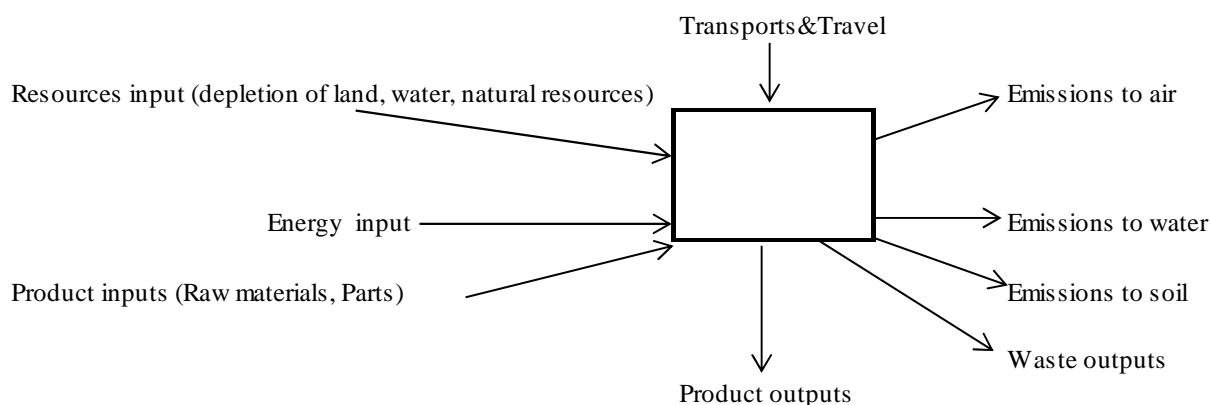 Transports&Travel
Resources input (depletion of land, water, natural resources)
Emissions to air
Energy input
Emissions to water
Product inputs (Raw materials, Parts)
Emissions to soil
Waste outputs
Product outputs